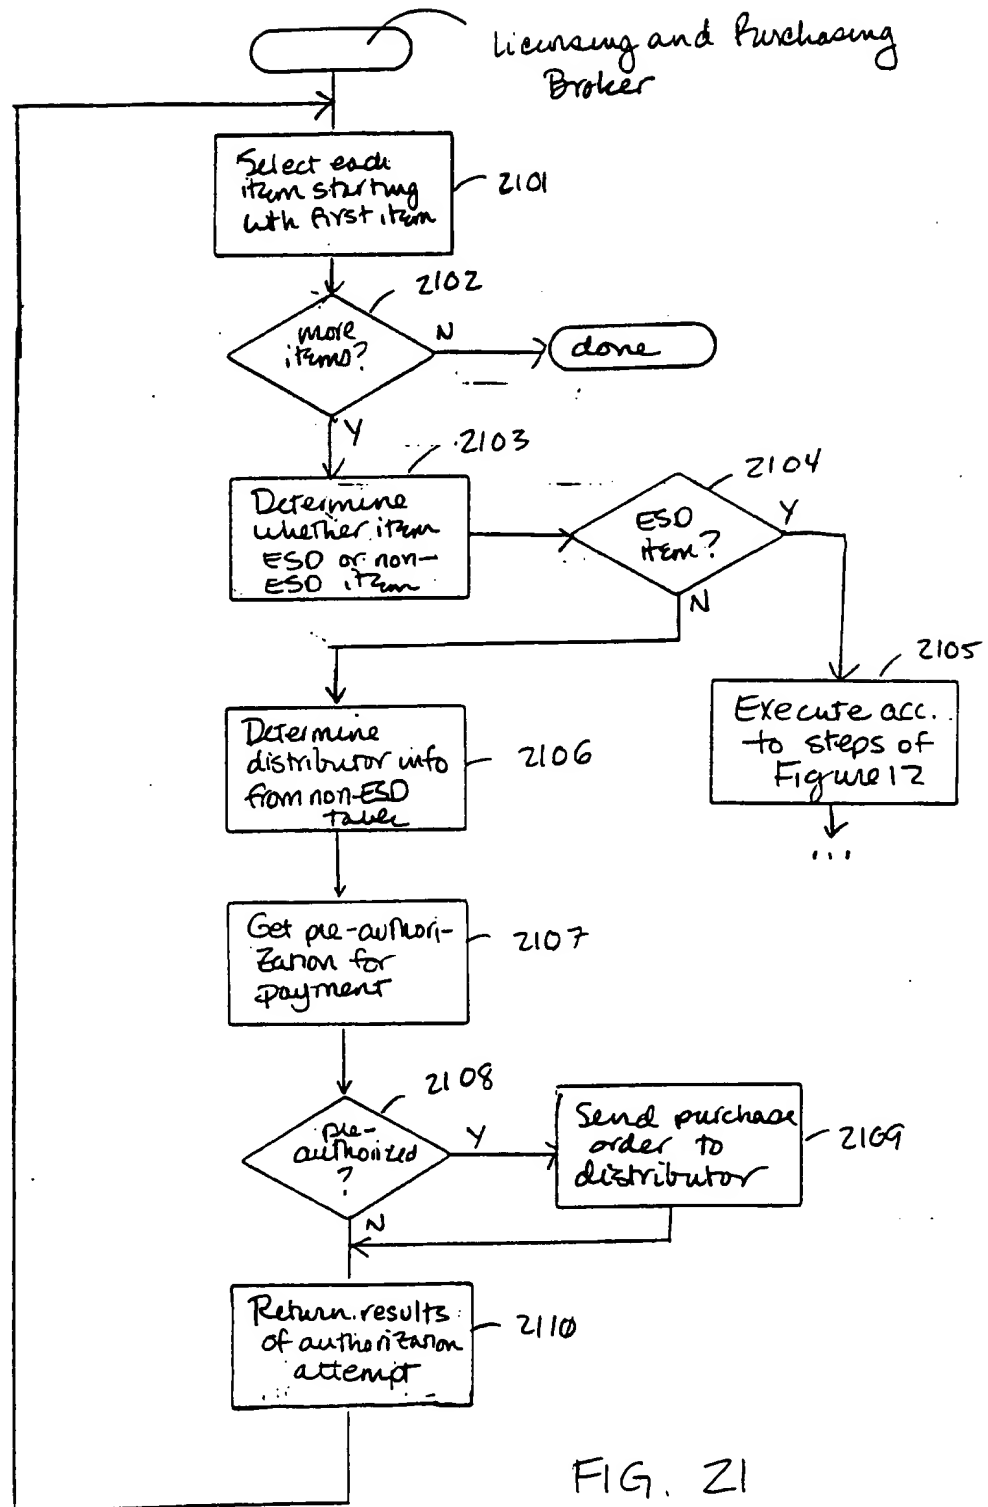 Licensing and Purchasing
Broker
Select each
item starting
with first item
2101
2102
more
items?
N
done
Y
2103
Determine
whether item
ESD or non-
ESD item
2104
ESD
item?
Y
N
2105
Execute acc.
to steps of
Figure 12
...
Determine
distributor info
from non-ESD
table
2106
Get pre-authori-
zation for
payment
2107
2108
pre-
authorized
?
Y
Send purchase
order to
distributor
2109
N
Return results
of authorization
attempt
2110
FIG. 21